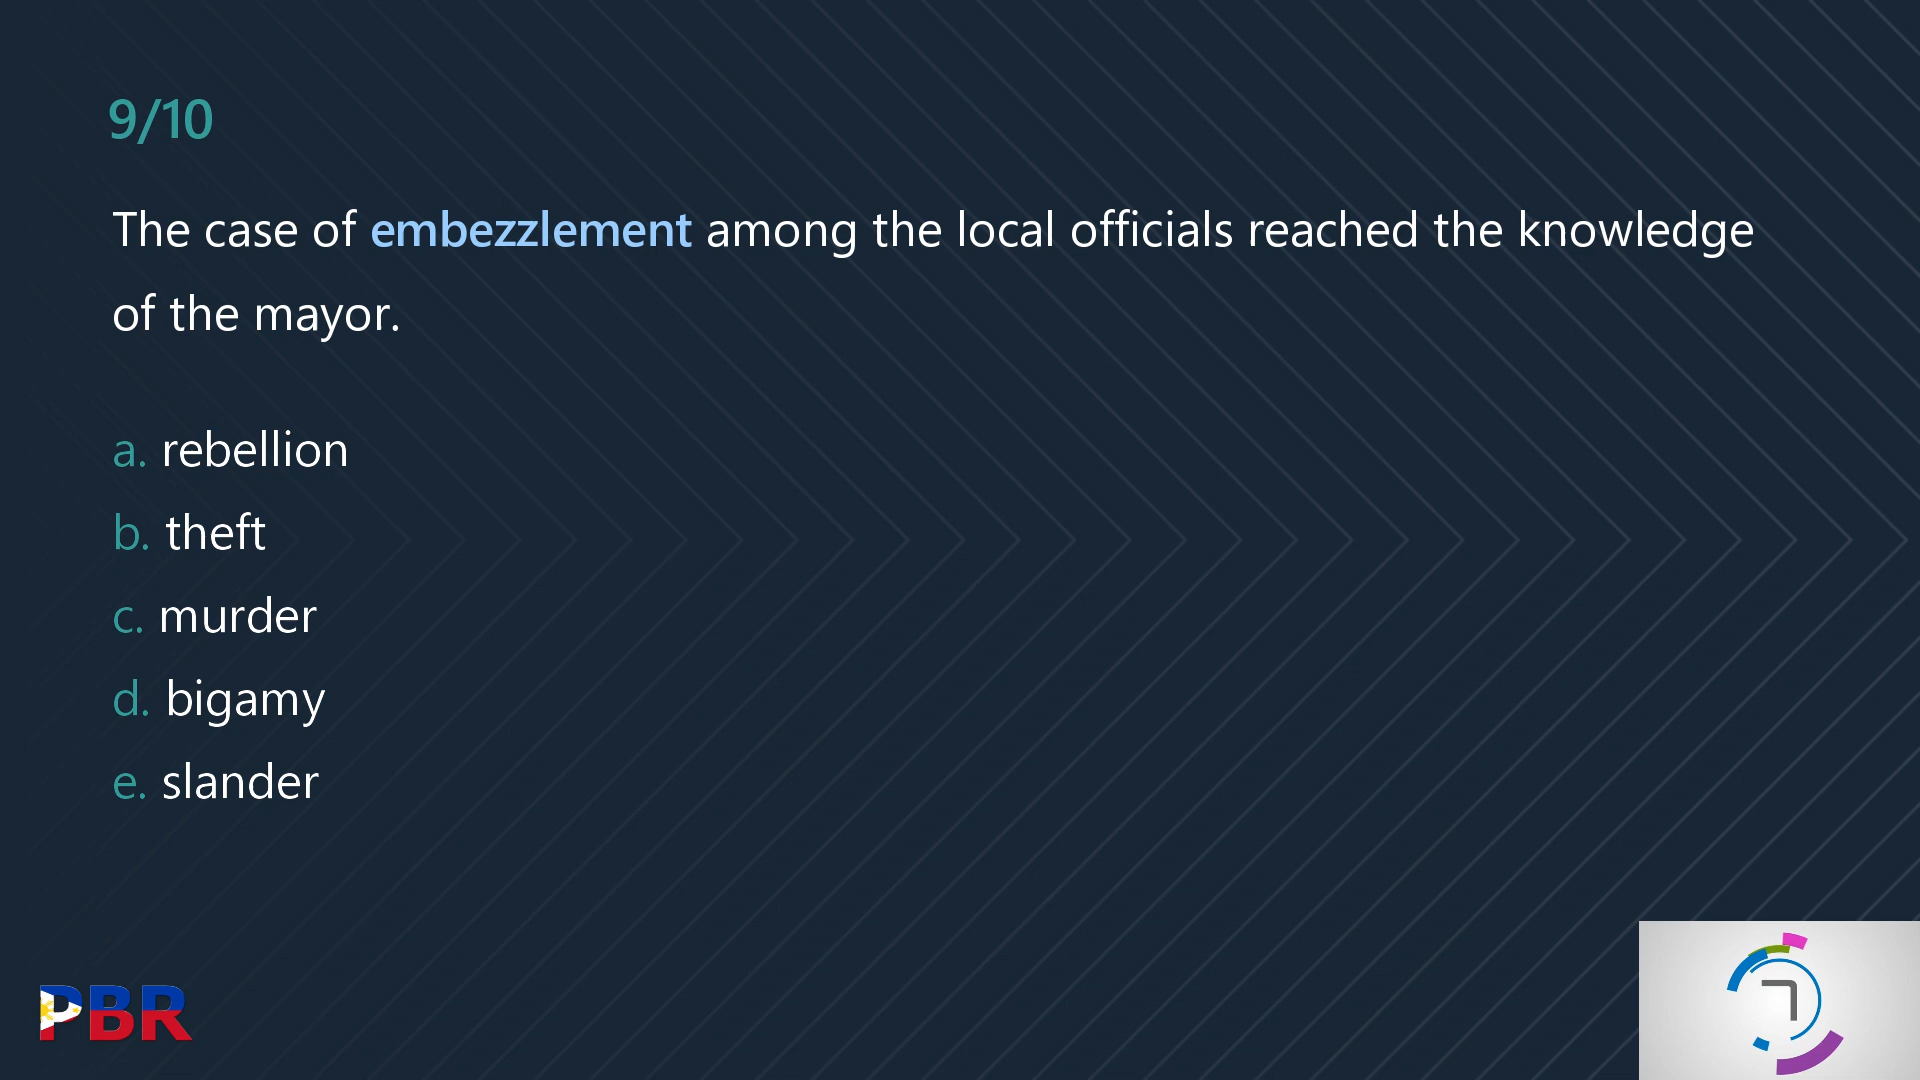 9/10
The case of embezzlement among the local officials reached the knowledge
of the mayor.
a. rebellion
b. theft
c. murder
d. bigamy
e. slander
PBR